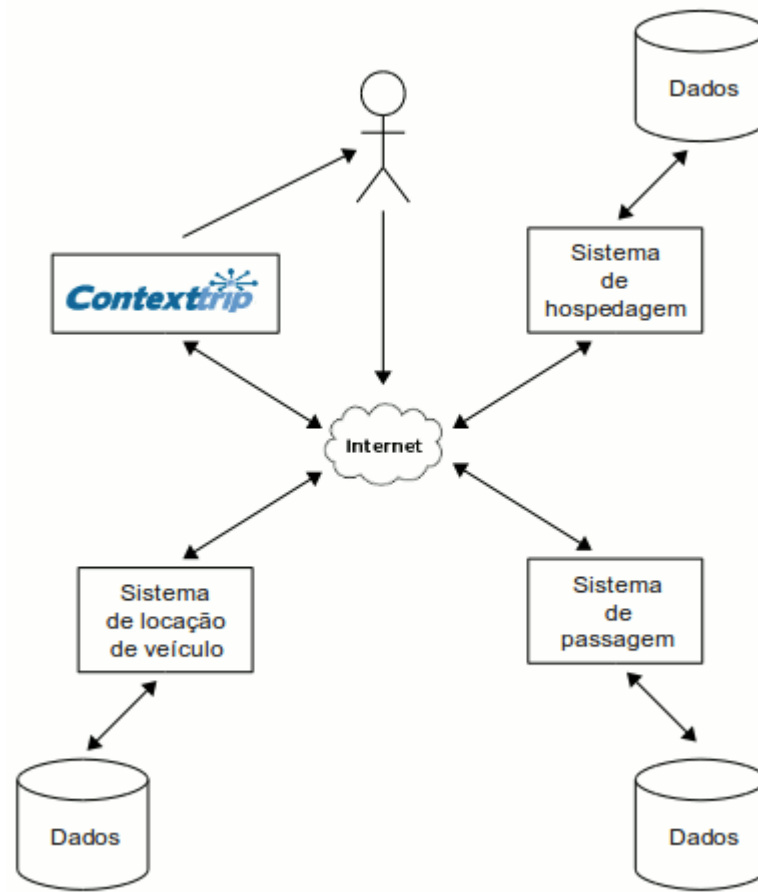 Dados
Sistema
de
hospedagem
Contexttrip
Internet
Sistema
de locação
de veículo
Sistema
de
passagem
Dados
Dados